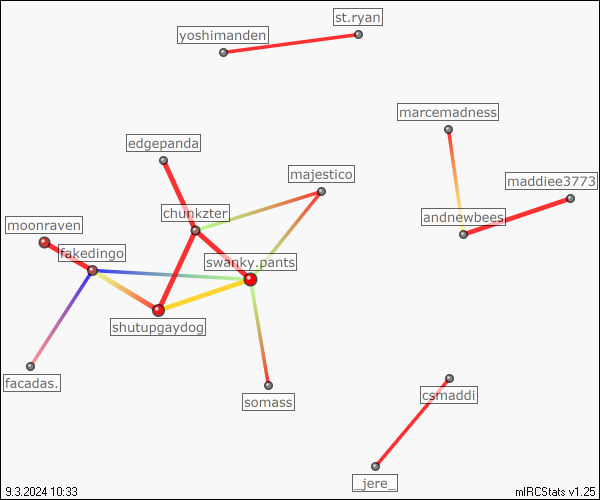 st.ryan
yoshimanden
marcemadness
edgepanda
majestico
maddiee3773
chunkzter
andnewbees
moonraven
fakedingo
swanky.pants
shutupgaydog
facadas.
csmaddi
somass
_jere_
9.3.2024 10:33
mIRCStats v1.25